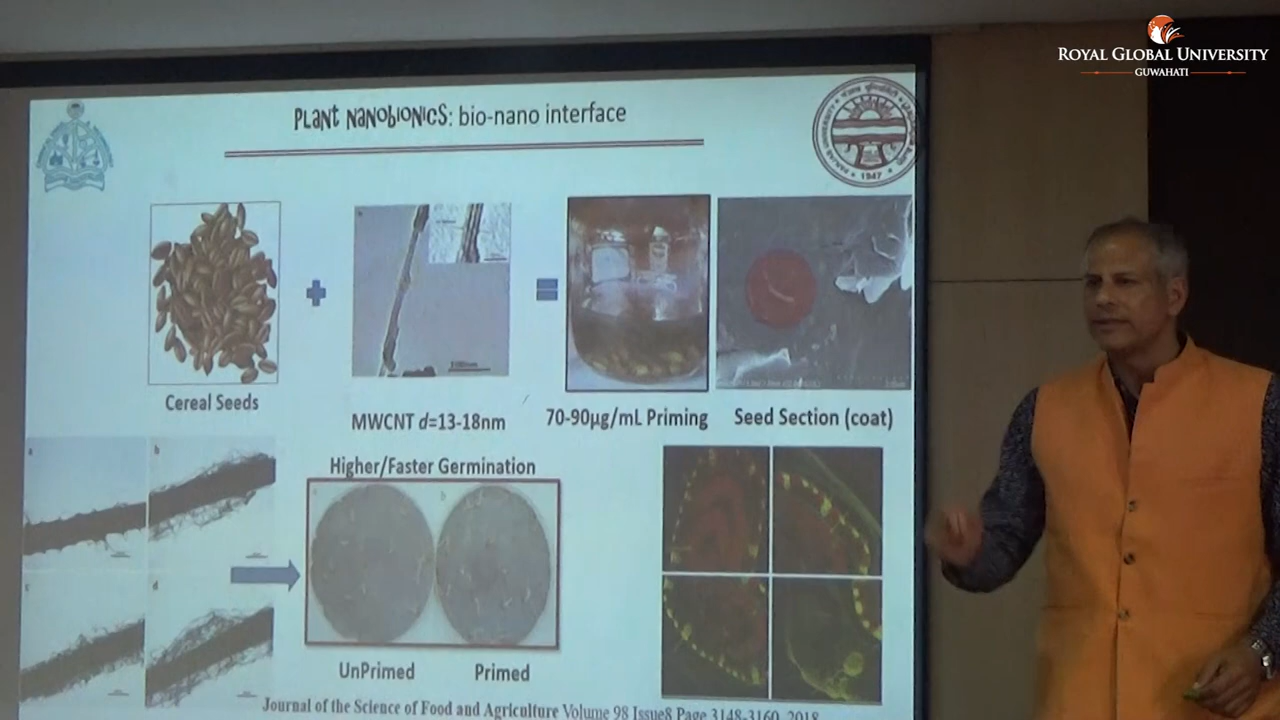 ROYAL GLOBAL UNIVERSITY
GUWAHATI
PLANT NANOBIONICS: bio-nano interface
1947
Cereal Seeds
MWCNT d=13-18nm
70-90µg/mL Priming
Seed Section (coat)
Higher/Faster Germination
a
b
c
d
UnPrimed
Primed
Journal of the Science of Food and Agriculture Volume 98 Issue8 Page 3148-3160, 2018